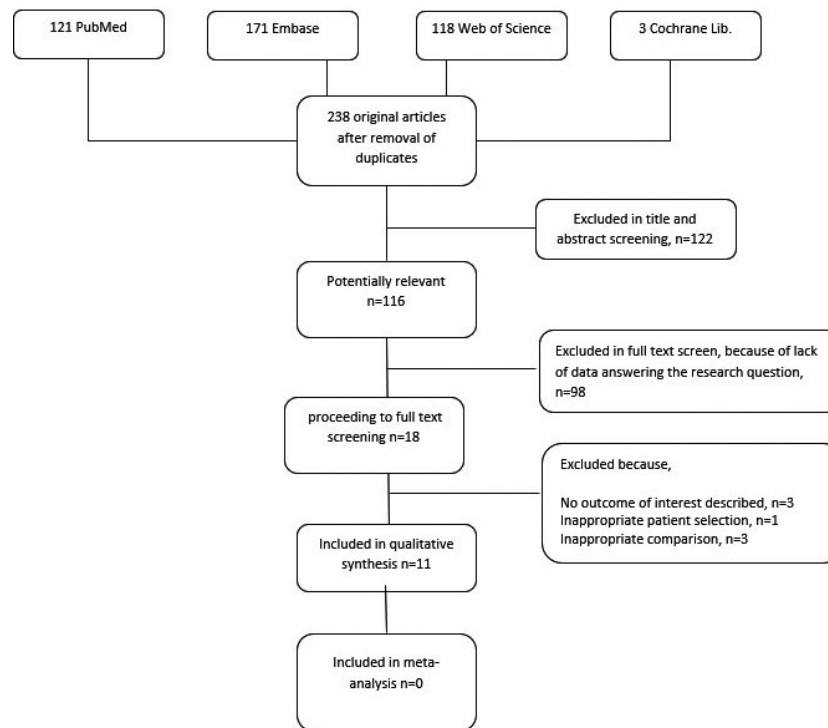 121 PubMed
171 Embase
118 Web of Science
3 Cochrane Lib.
238 original articles
after removal of
duplicates
Excluded in title and
abstract screening, n=122
Potentially relevant
n=116
Excluded in full text screen, because of lack
of data answering the research question,
n=98
proceeding to full text
screening n=18
Excluded because,
No outcome of interest described, n=3
Inappropriate patient selection, n=1
Inappropriate comparison, n=3
Included in qualitative
synthesis n=11
Included in meta-
analysis n=0